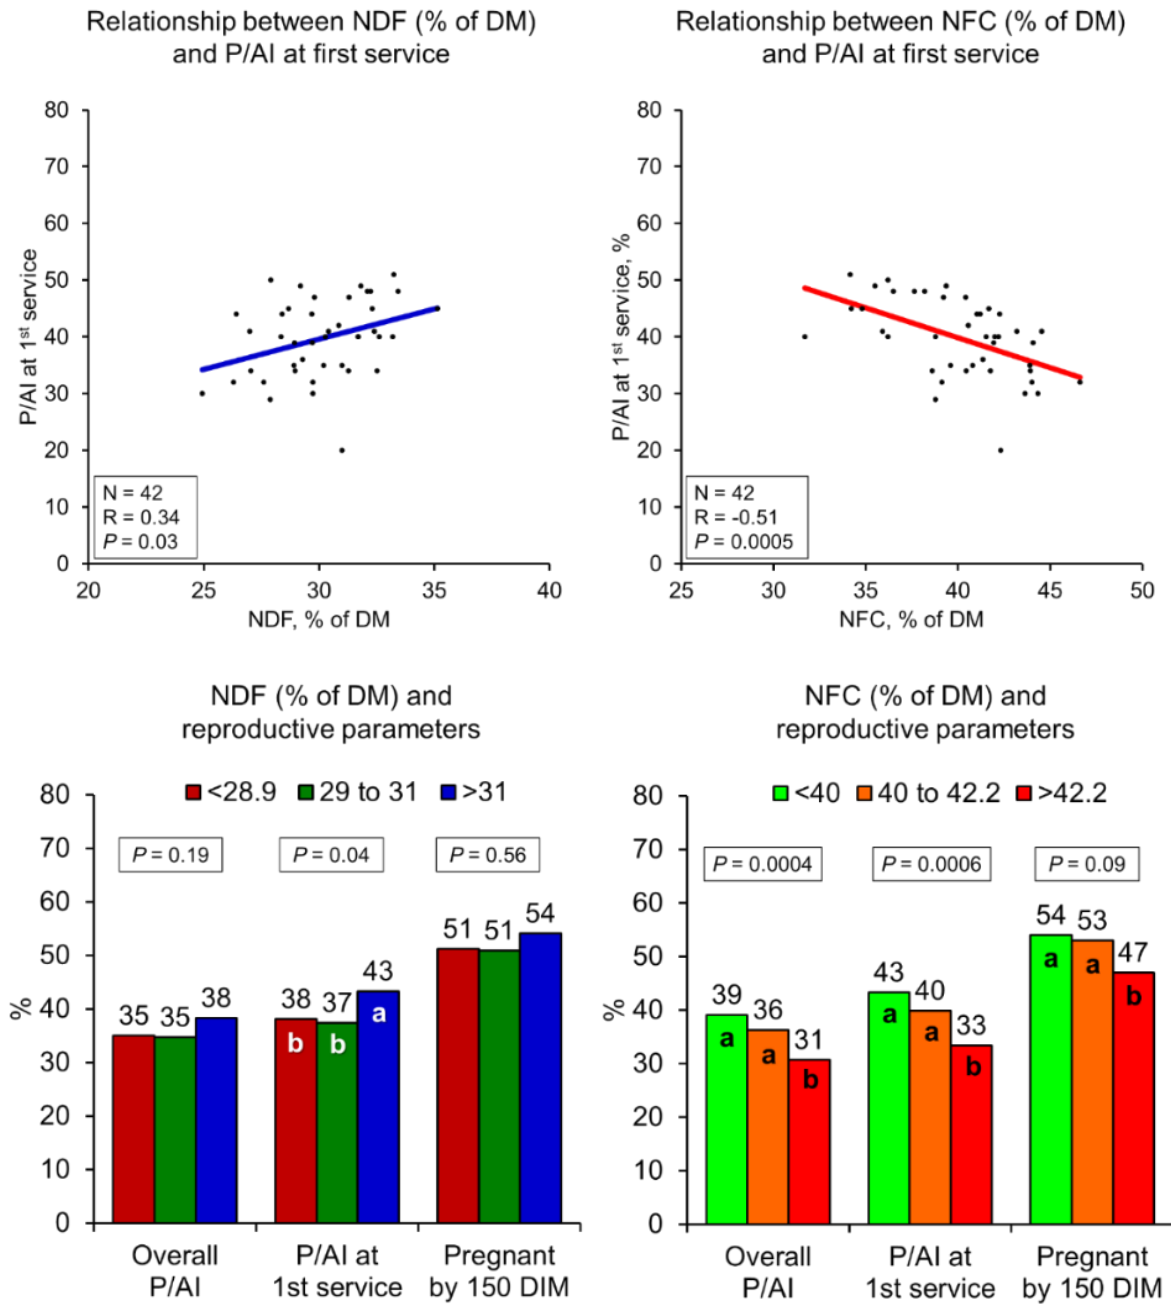 Relationship between NDF (% of DM)
and P/AI at first service
80
70
60
50
40
30
20
10
0
P/AI at 1st service
N = 42
R = 0.34
P = 0.03
20
25
30
35
40
NDF, % of DM
Relationship between NFC (% of DM)
and P/AI at first service
80
70
60
50
40
30
20
10
0
P/AI at 1st service, %
N = 42
R = -0.51
P = 0.0005
25
30
35
40
45
50
NFC, % of DM
NDF (% of DM) and
reproductive parameters
<28.9 29 to 31 >31
80
70
60
50
40
30
20
10
0
%
P = 0.19
P = 0.04
P = 0.56
35
35
38
38
37
43
51
51
54
b
b
a
Overall
P/AI
P/AI at
1st service
Pregnant
by 150 DIM
NFC (% of DM) and
reproductive parameters
<40 40 to 42.2 >42.2
80
70
60
50
40
30
20
10
0
%
P = 0.0004
P = 0.0006
P = 0.09
39
36
31
43
40
33
54
53
47
a
a
b
a
a
b
a
a
b
Overall
P/AI
P/AI at
1st service
Pregnant
by 150 DIM